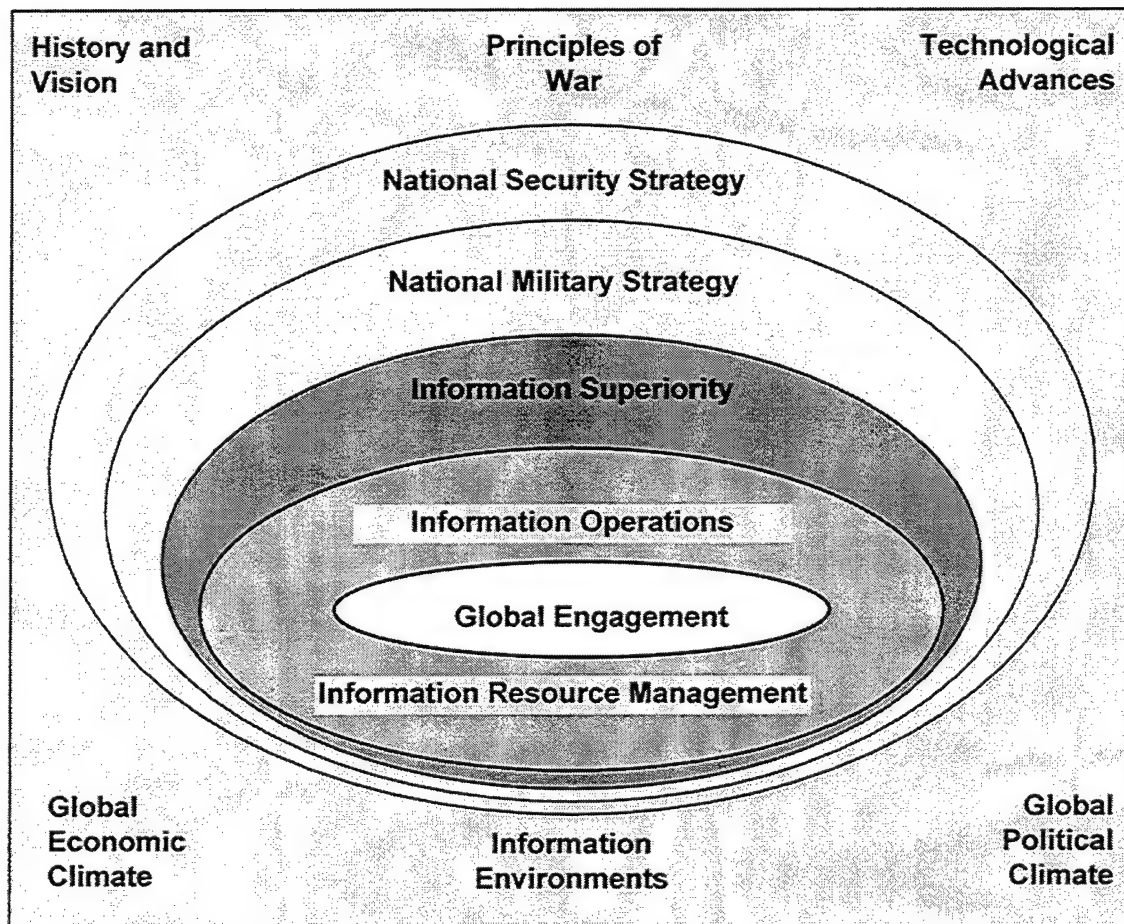 History and
Vision
Principles of
War
Technological
Advances
National Security Strategy
National Military Strategy
Information Superiority
Information Operations
Global Engagement
Information Resource Management
Global
Economic
Climate
Information
Environments
Global
Political
Climate